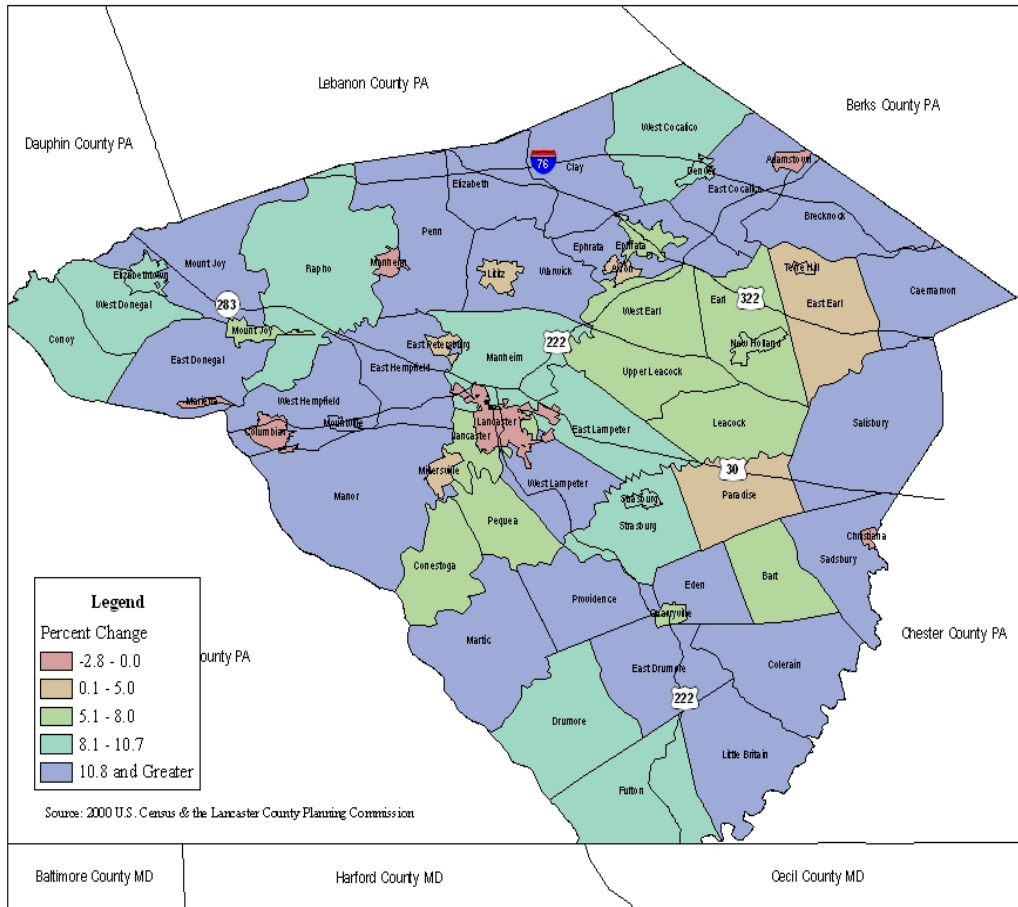 Lebanon County PA
Berks County PA
Dauphin County PA
West Cocalico
76
Clay
Adamstown
Denver
East Cocalico
Elizabeth
Brecknock
Penn
Ephrata
Ephrata
Mount Joy
Rapho
Manheim
Lititz
Warwick
Akron
Terre Hill
Elizabethtown
West Donegal
283
Caernarvon
322
Earl
East Earl
West Earl
Conoy
Mount Joy
222
New Holland
East Petersburg
Manheim
East Donegal
East Hempfield
Upper Leacock
Marietta
West Hempfield
Mountville
Columbia
Lancaster
Lancaster
East Lampeter
Leacock
Salisbury
Millersville
30
Manor
West Lampeter
Strasburg
Paradise
Strasburg
Pequea
Christiana
Sadsbury
Conestoga
Bart
Eden
Providence
Quarryville
Martic
Chester County PA
ounty PA
East Drumore
Colerain
222
Drumore
Little Britain
Fulton
Legend
Percent Change
-2.8 - 0.0
0.1 - 5.0
5.1 - 8.0
8.1 - 10.7
10.8 and Greater
Source: 2000 U.S. Census & the Lancaster County Planning Commission
Baltimore County MD
Harford County MD
Cecil County MD